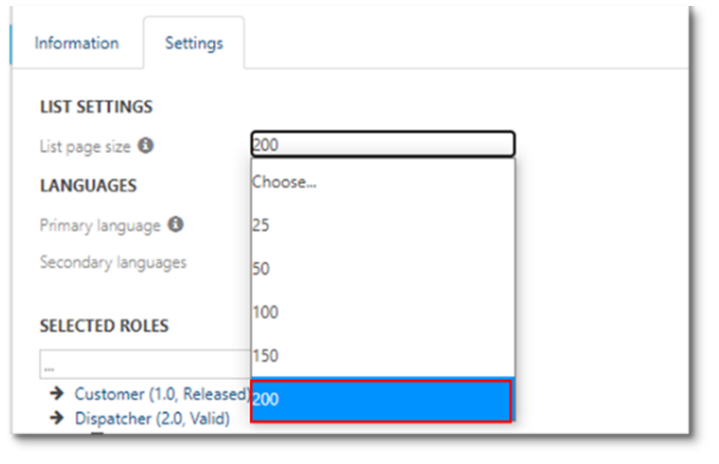 Information Settings
LIST SETTINGS
List page size 200
Choose...
LANGUAGES
Primary language 25
Secondary languages 50
100
SELECTED ROLES
150
...
Customer (1.0, Released) 200
Dispatcher (2.0, Valid)